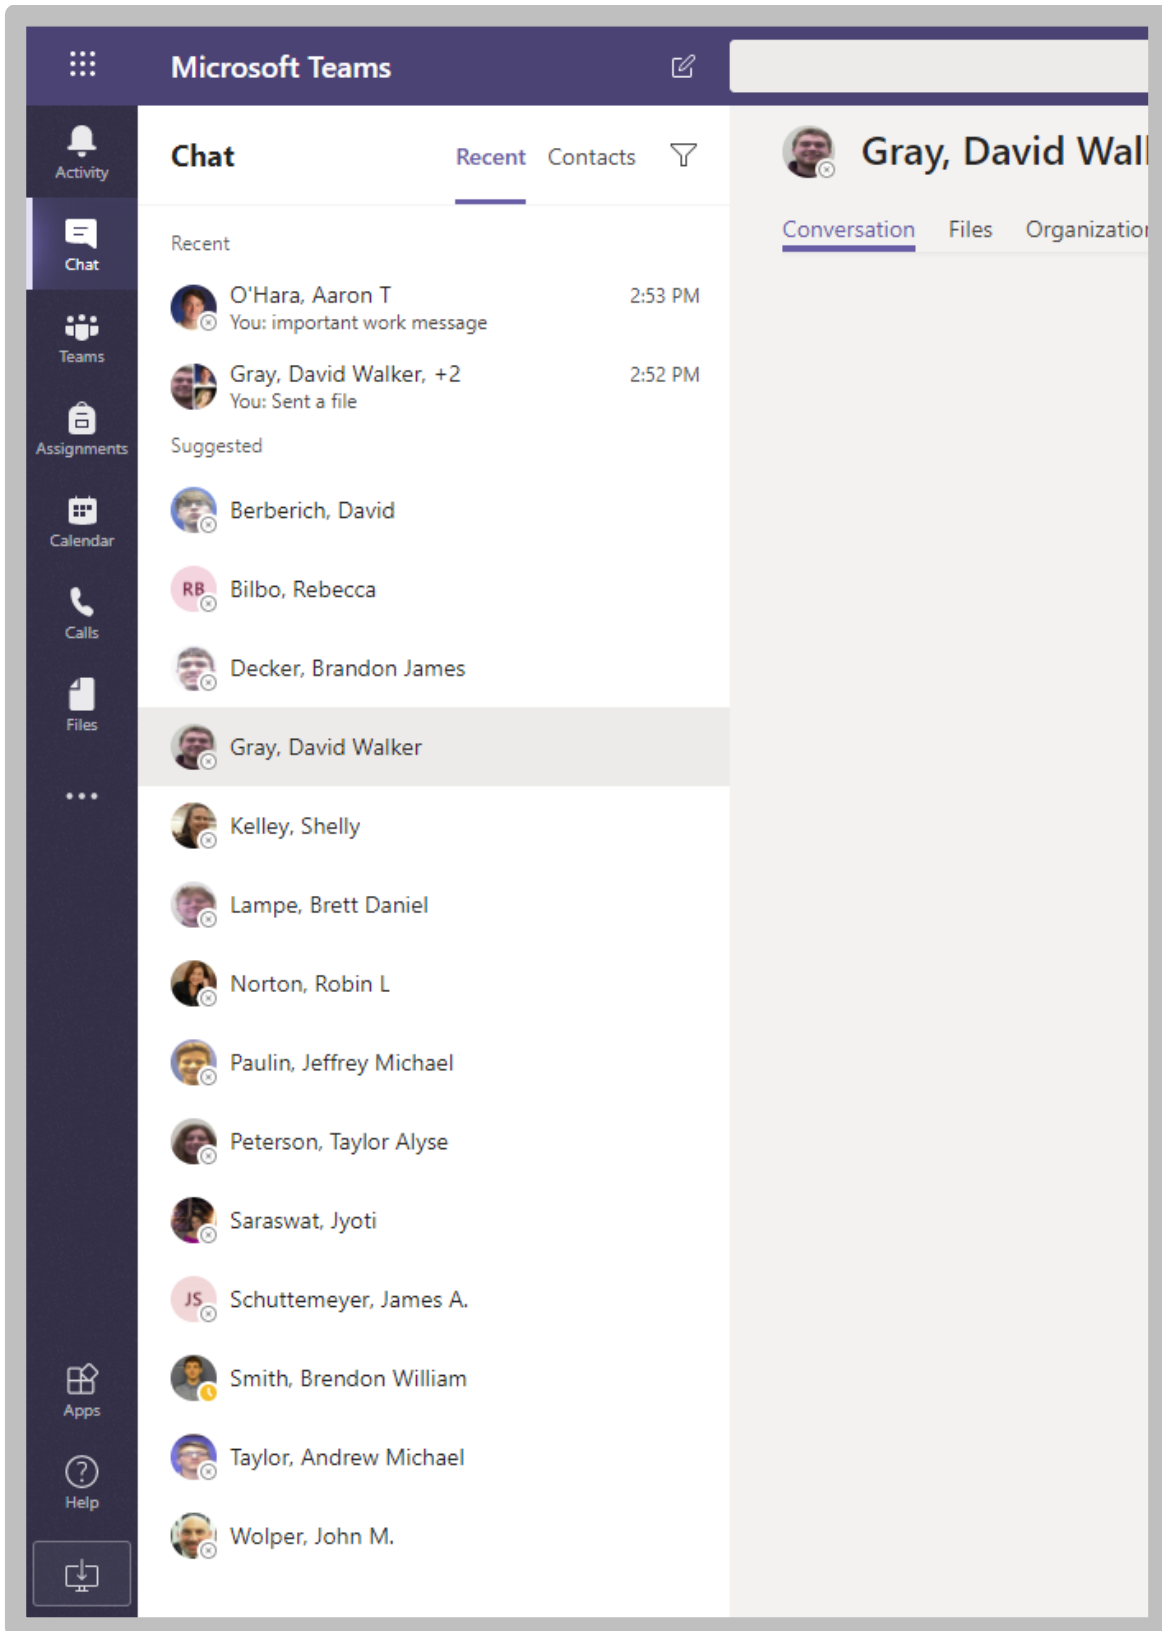 Microsoft Teams
Activity
Chat
Teams
Assignments
Calendar
Calls
Files
Apps
Help
Chat
Recent
Contacts
Recent
O'Hara, Aaron T
2:53 PM
You: important work message
Gray, David Walker, +2
2:52 PM
You: Sent a file
Suggested
Berberich, David
RB
Bilbo, Rebecca
Decker, Brandon James
Gray, David Walker
Kelley, Shelly
Lampe, Brett Daniel
Norton, Robin L
Paulin, Jeffrey Michael
Peterson, Taylor Alyse
Saraswat, Jyoti
JS
Schuttemeyer, James A.
Smith, Brendon William
Taylor, Andrew Michael
Wolper, John M.
Gray, David Wal
Conversation
Files
Organization